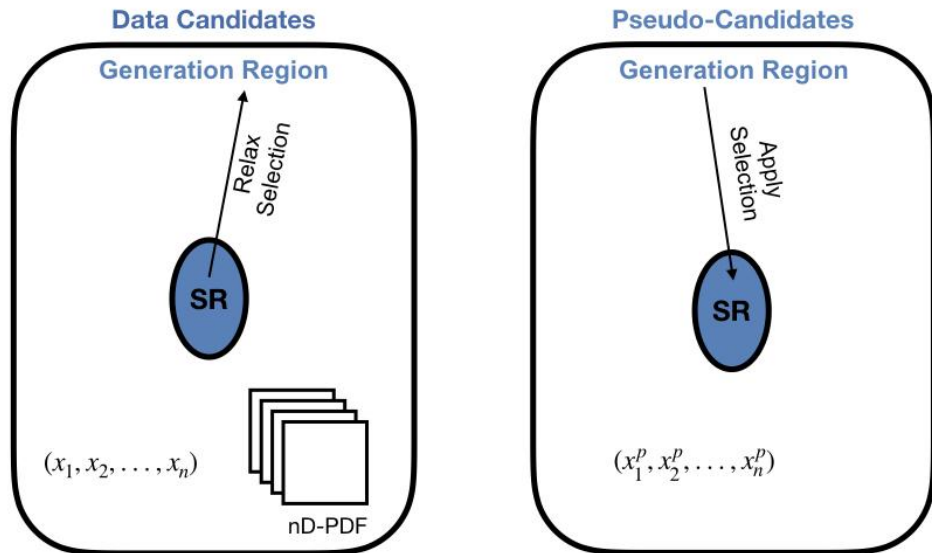 Data Candidates
Generation Region
Relax
Selection
SR
(x₁, x₂, . . . , xₙ)
nD-PDF
Pseudo-Candidates
Generation Region
Apply
Selection
SR
(x₁ᵖ, x₂ᵖ, . . . , xₙᵖ)